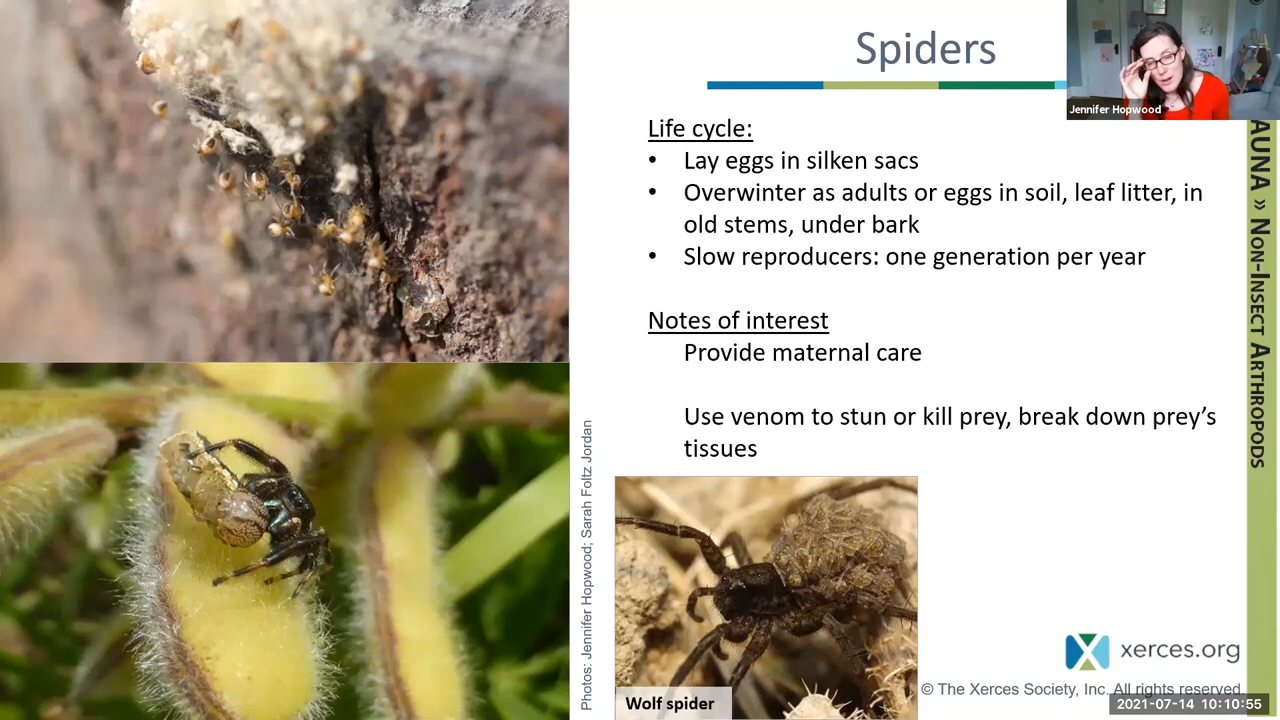 Spiders
Jennifer Hopwood
Life cycle:
• Lay eggs in silken sacs
• Overwinter as adults or eggs in soil, leaf litter, in
old stems, under bark
• Slow reproducers: one generation per year
Notes of interest
Provide maternal care
Use venom to stun or kill prey, break down prey’s
tissues
Photos: Jennifer Hopwood; Sarah Foltz Jordan
Wolf spider
xerces.org
© The Xerces Society, Inc. All rights reserved.
2021-07-14 10:10:55
AUNA » NON-INSECT ARTHROPODS